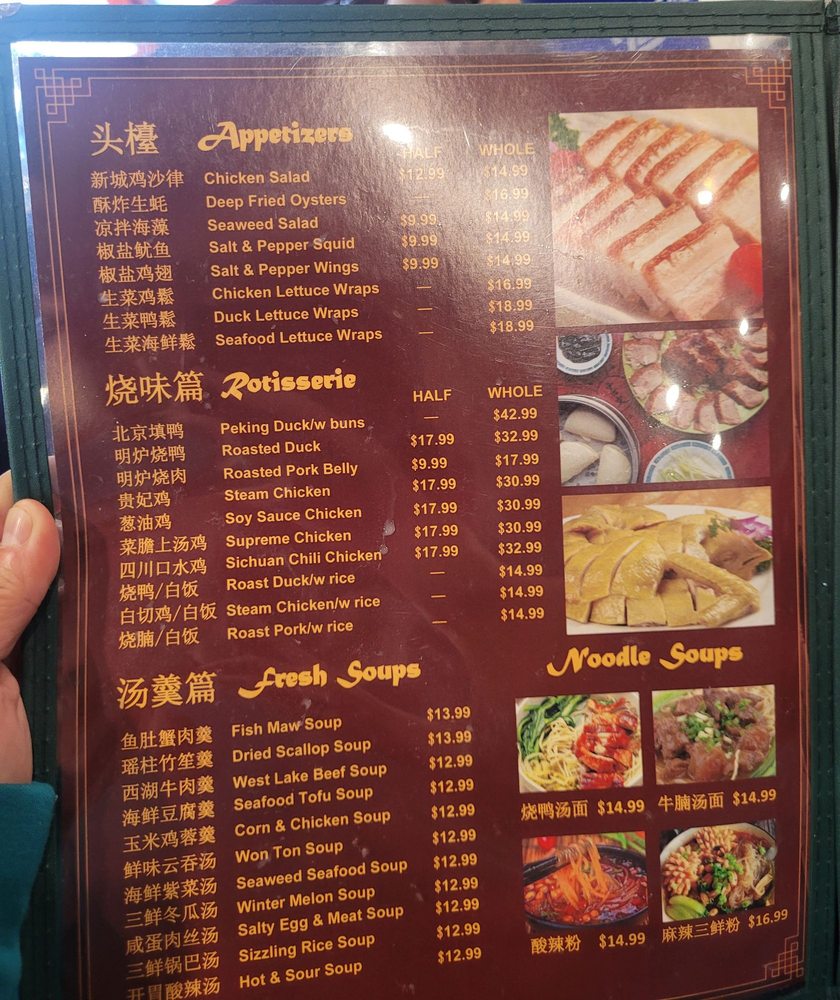 头檯 Appetizers HALF WHOLE
新城鸡沙律 Chicken Salad $12.99 $14.99
酥炸生蚝 Deep Fried Oysters — $16.99
凉拌海藻 Seaweed Salad $9.99 $14.99
椒盐鱿鱼 Salt & Pepper Squid $9.99 $14.99
椒盐鸡翅 Salt & Pepper Wings $9.99 $14.99
生菜鸡鬆 Chicken Lettuce Wraps — $16.99
生菜鸭鬆 Duck Lettuce Wraps — $18.99
生菜海鲜鬆 Seafood Lettuce Wraps — $18.99
烧味篇 Rotisserie HALF WHOLE
北京填鸭 Peking Duck/w buns — $42.99
明炉烧鸭 Roasted Duck $17.99 $32.99
明炉烧肉 Roasted Pork Belly $9.99 $17.99
贵妃鸡 Steam Chicken $17.99 $30.99
葱油鸡 Soy Sauce Chicken $17.99 $30.99
菜膽上汤鸡 Supreme Chicken $17.99 $30.99
四川口水鸡 Sichuan Chili Chicken $17.99 $32.99
烧鸭/白饭 Roast Duck/w rice — $14.99
白切鸡/白饭 Steam Chicken/w rice — $14.99
烧腩/白饭 Roast Pork/w rice — $14.99
汤羹篇 Fresh Soups
鱼肚蟹肉羹 Fish Maw Soup $13.99
瑶柱竹笙羹 Dried Scallop Soup $13.99
西湖牛肉羹 West Lake Beef Soup $12.99
海鲜豆腐羹 Seafood Tofu Soup $12.99
玉米鸡蓉羹 Corn & Chicken Soup $12.99
鲜味云吞汤 Won Ton Soup $12.99
海鲜紫菜汤 Seaweed Seafood Soup $12.99
三鲜冬瓜汤 Winter Melon Soup $12.99
咸蛋肉丝汤 Salty Egg & Meat Soup $12.99
三鲜锅巴汤 Sizzling Rice Soup $12.99
开胃酸辣汤 Hot & Sour Soup $12.99
Noodle Soups
烧鸭汤面 $14.99
牛腩汤面 $14.99
酸辣粉 $14.99
麻辣三鲜粉 $16.99